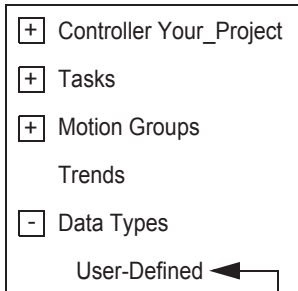 + Controller Your_Project
+ Tasks
+ Motion Groups
Trends
- Data Types
User-Defined